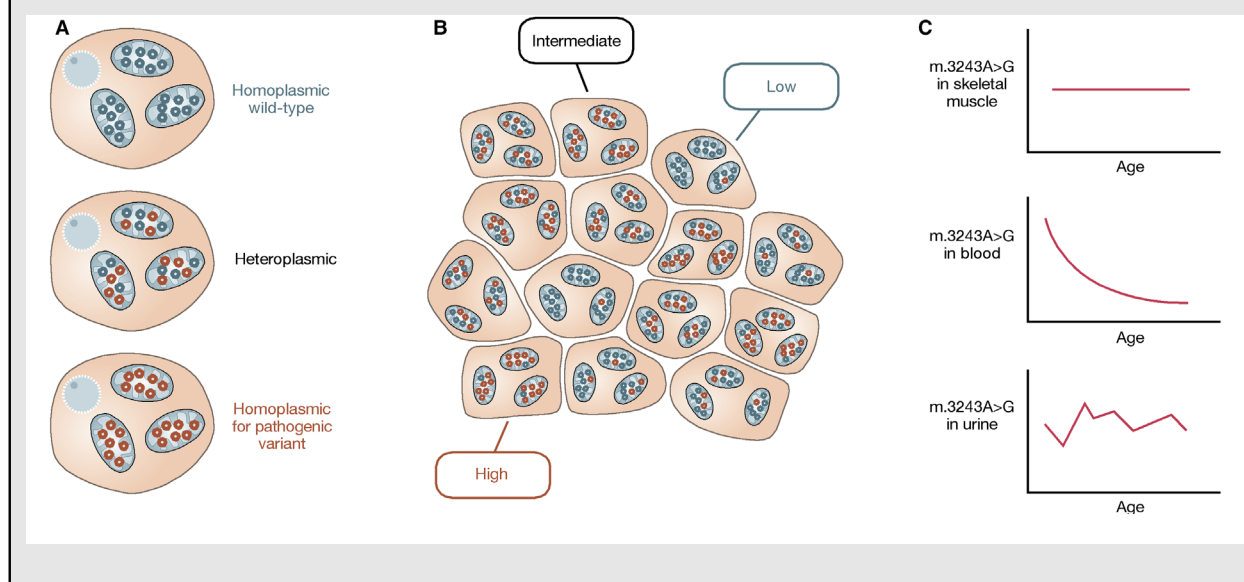 A
Homoplasmic
wild-type
Heteroplasmic
Homoplasmic
for pathogenic
variant
B
Intermediate
Low
High
C
m.3243A>G
in skeletal
muscle
Age
m.3243A>G
in blood
Age
m.3243A>G
in urine
Age